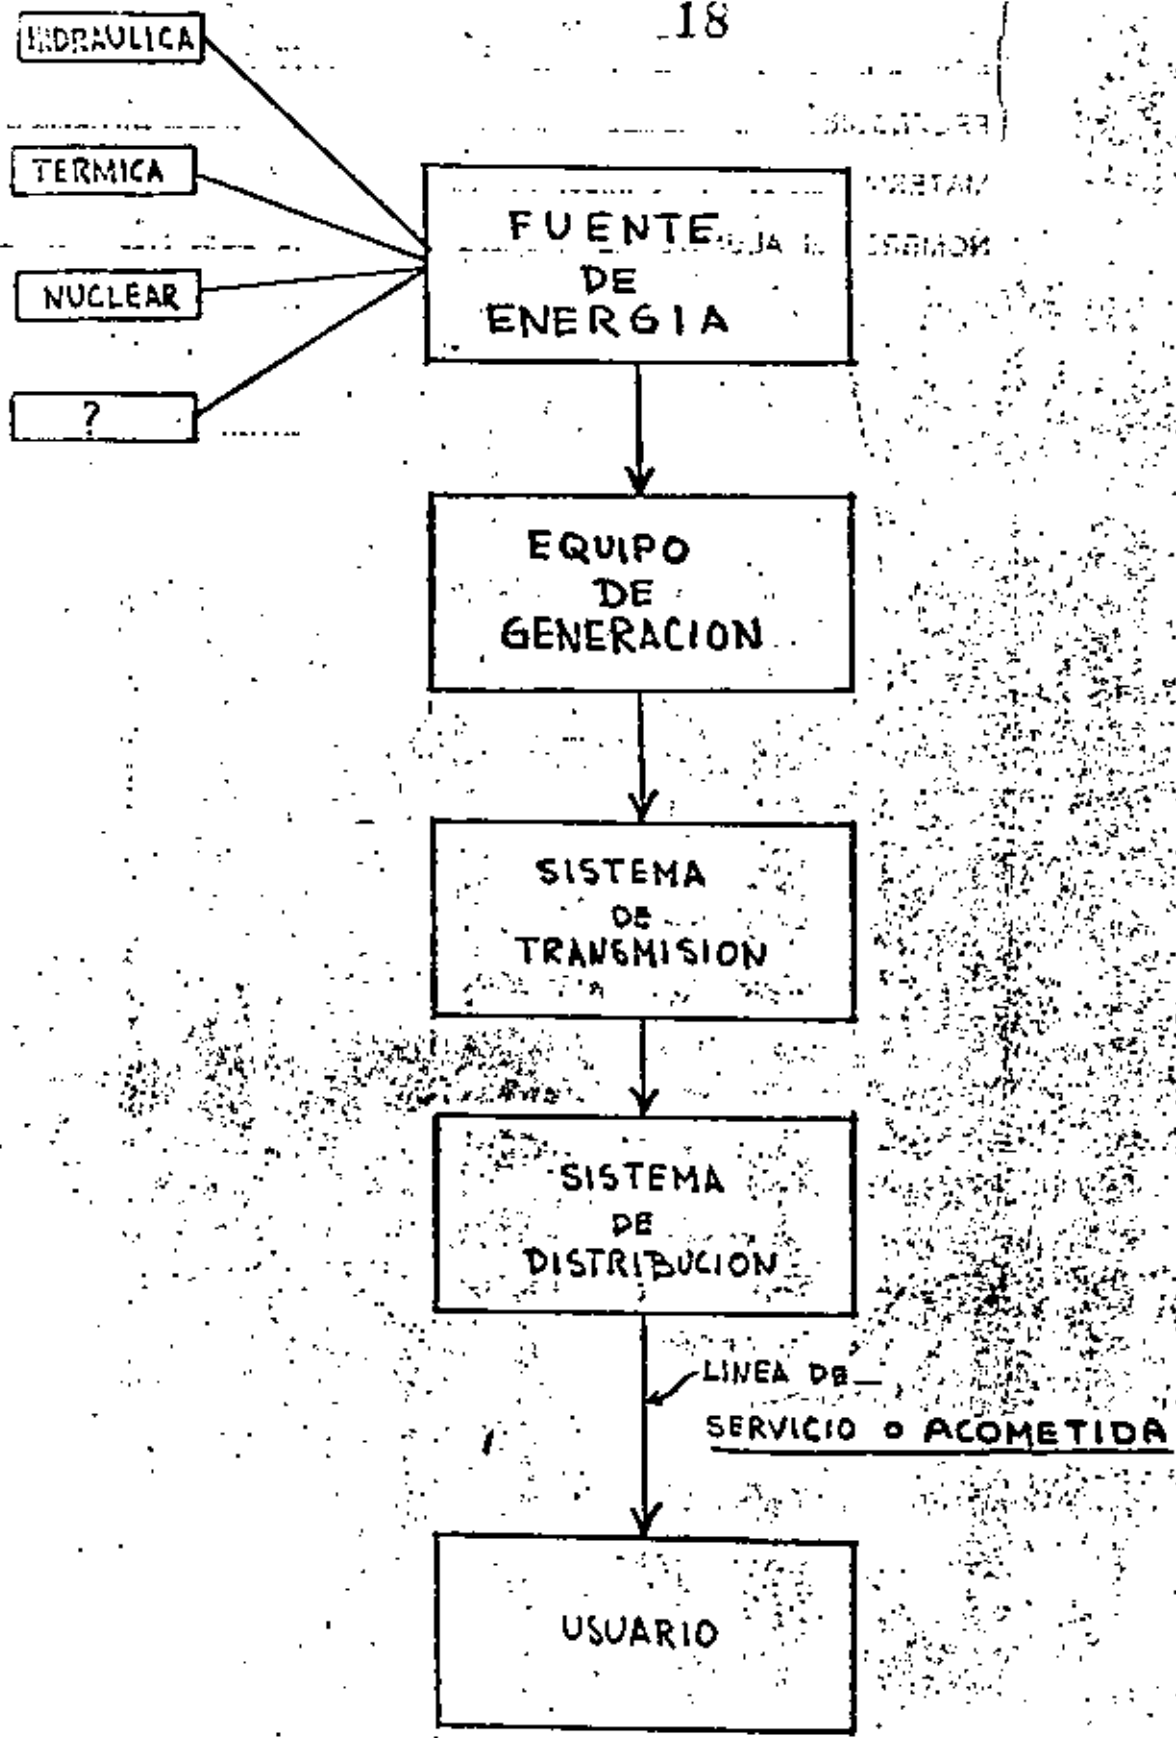 18
HIDRAULICA
TERMICA
NUCLEAR
?
FUENTE
DE
ENERGIA
EQUIPO
DE
GENERACION
SISTEMA
DE
TRANSMISION
SISTEMA
DE
DISTRIBUCION
LINEA DE
SERVICIO O ACOMETIDA
USUARIO